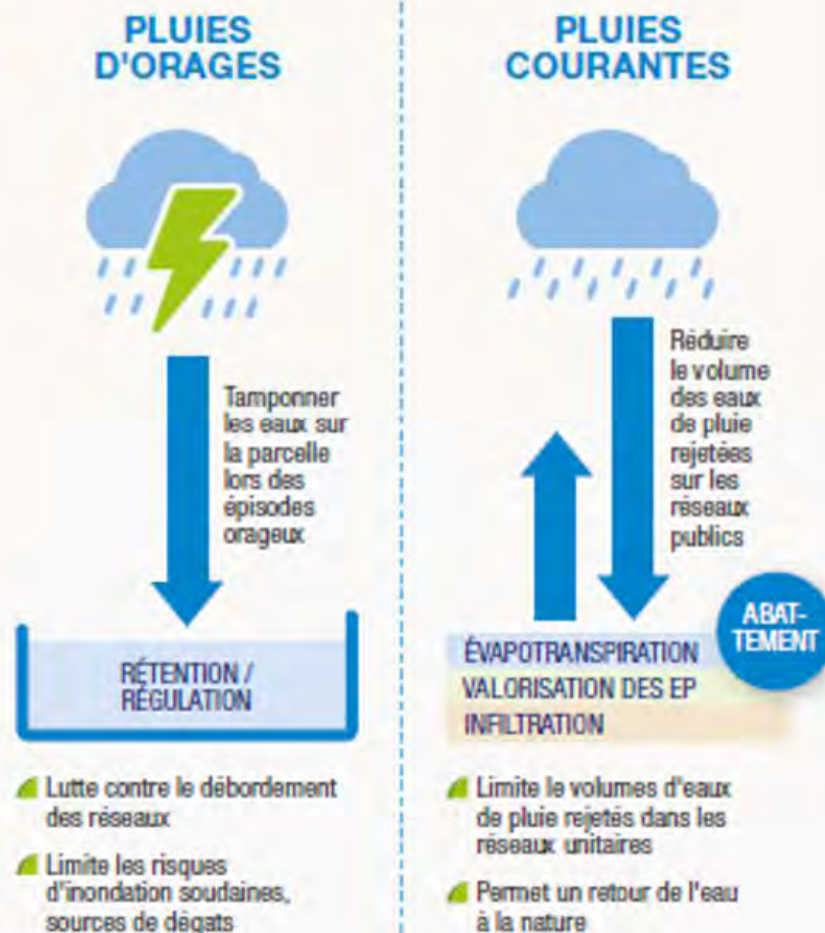 PLUIES
D'ORAGES
Tamponner
les eaux sur
la parcelle
lors des
épisodes
orageux
RÉTENTION /
RÉGULATION
Lutte contre le débordement
des réseaux
Limite les risques
d'inondation soudaines,
sources de dégats
PLUIES
COURANTES
Réduire
le volume
des eaux
de pluie
rejetées
sur les
réseaux
publics
ABAT-
TEMENT
ÉVAPOTRANSPIRATION
VALORISATION DES EP
INFILTRATION
Limite le volumes d'eaux
de pluie rejetés dans les
réseaux unitaires
Permet un retour de l'eau
à la nature